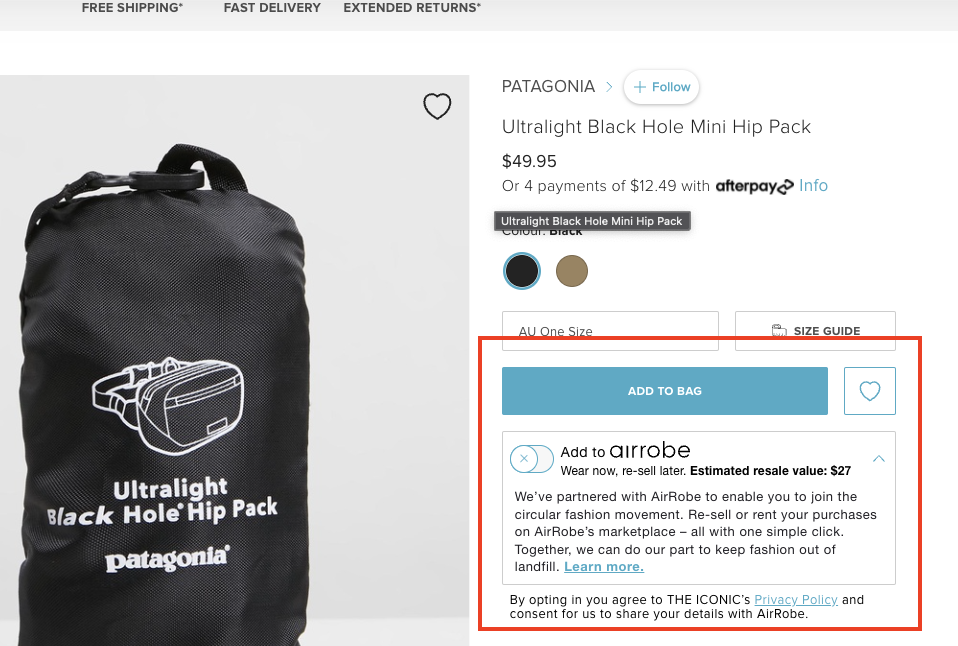 FREE SHIPPING* FAST DELIVERY EXTENDED RETURNS*
PATAGONIA > + Follow
Ultralight Black Hole Mini Hip Pack
$49.95
Or 4 payments of $12.49 with afterpay Info
Ultralight Black Hole Mini Hip Pack
Colour: Black
AU One Size
SIZE GUIDE
ADD TO BAG
Add to airrobe
Wear now, re-sell later. Estimated resale value: $27
We’ve partnered with AirRobe to enable you to join the
circular fashion movement. Re-sell or rent your purchases
on AirRobe’s marketplace – all with one simple click.
Together, we can do our part to keep fashion out of
landfill. Learn more.
By opting in you agree to THE ICONIC’s Privacy Policy and
consent for us to share your details with AirRobe.
Ultralight
Black Hole® Hip Pack
patagonia®